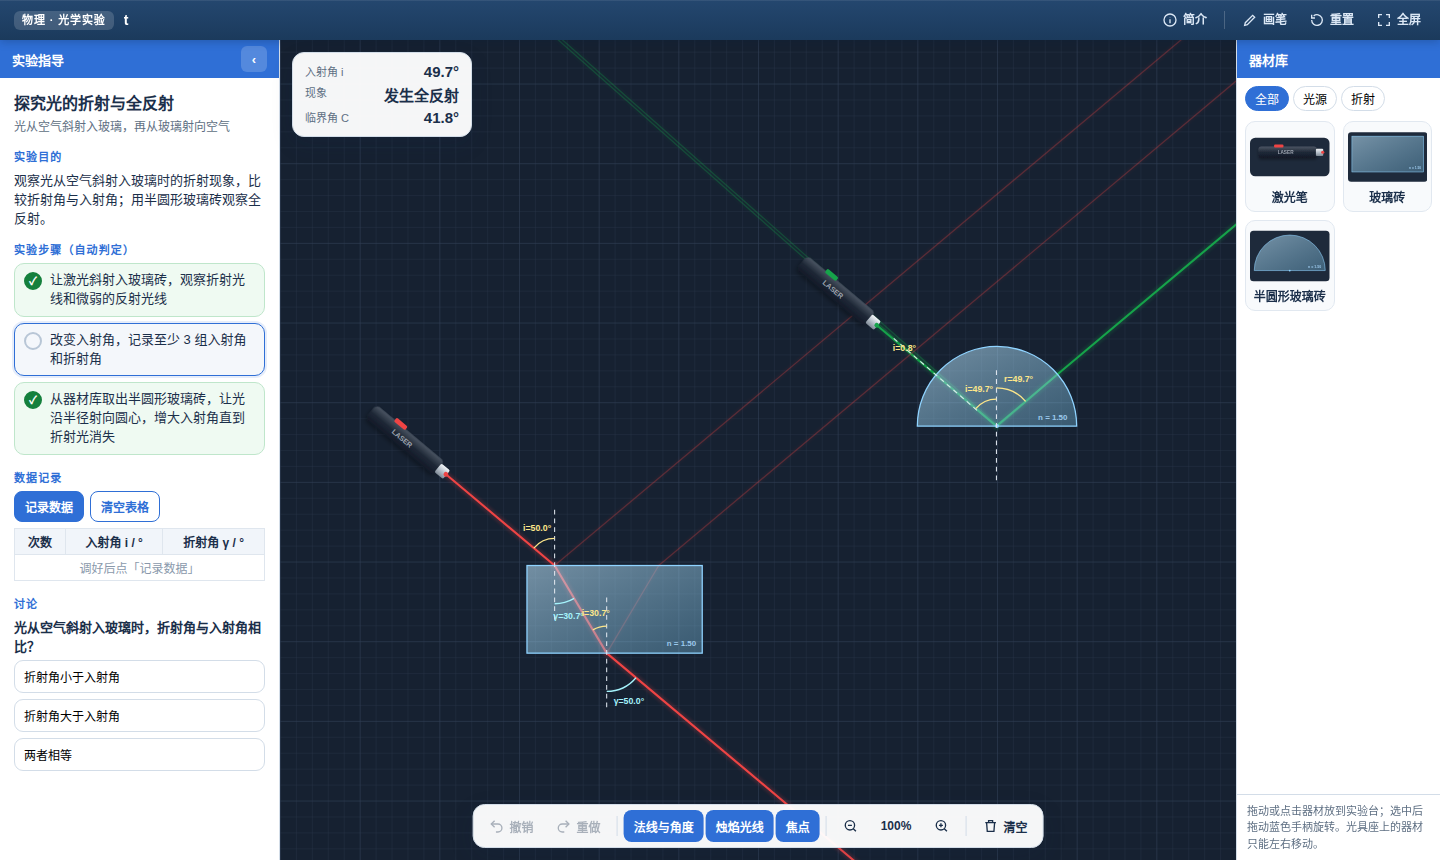 物理 · 光学实验 t 简介 画笔 重置 全屏
实验指导
‹
探究光的折射与全反射
光从空气斜射入玻璃，再从玻璃射向空气
实验目的
观察光从空气斜射入玻璃时的折射现象，比
较折射角与入射角；用半圆形玻璃砖观察全
反射。
实验步骤（自动判定）
让激光斜射入玻璃砖，观察折射光
线和微弱的反射光线
改变入射角，记录至少 3 组入射角
和折射角
从器材库取出半圆形玻璃砖，让光
沿半径射向圆心，增大入射角直到
折射光消失
数据记录
记录数据 清空表格
次数 入射角 i / ° 折射角 γ / °
调好后点「记录数据」
讨论
光从空气斜射入玻璃时，折射角与入射角相
比？
折射角小于入射角
折射角大于入射角
两者相等
入射角 i 49.7°
现象 发生全反射
临界角 C 41.8°
LASER
i=0.8°
i=49.7°
r=49.7°
n = 1.50
LASER
i=50.0°
γ=30.7°
i=30.7°
n = 1.50
γ=50.0°
撤销 重做 法线与角度 烛焰光线 焦点 100% 清空
器材库
全部 光源 折射
LASER
激光笔
玻璃砖
半圆形玻璃砖
拖动或点击器材放到实验台；选中后
拖动蓝色手柄旋转。光具座上的器材
只能左右移动。